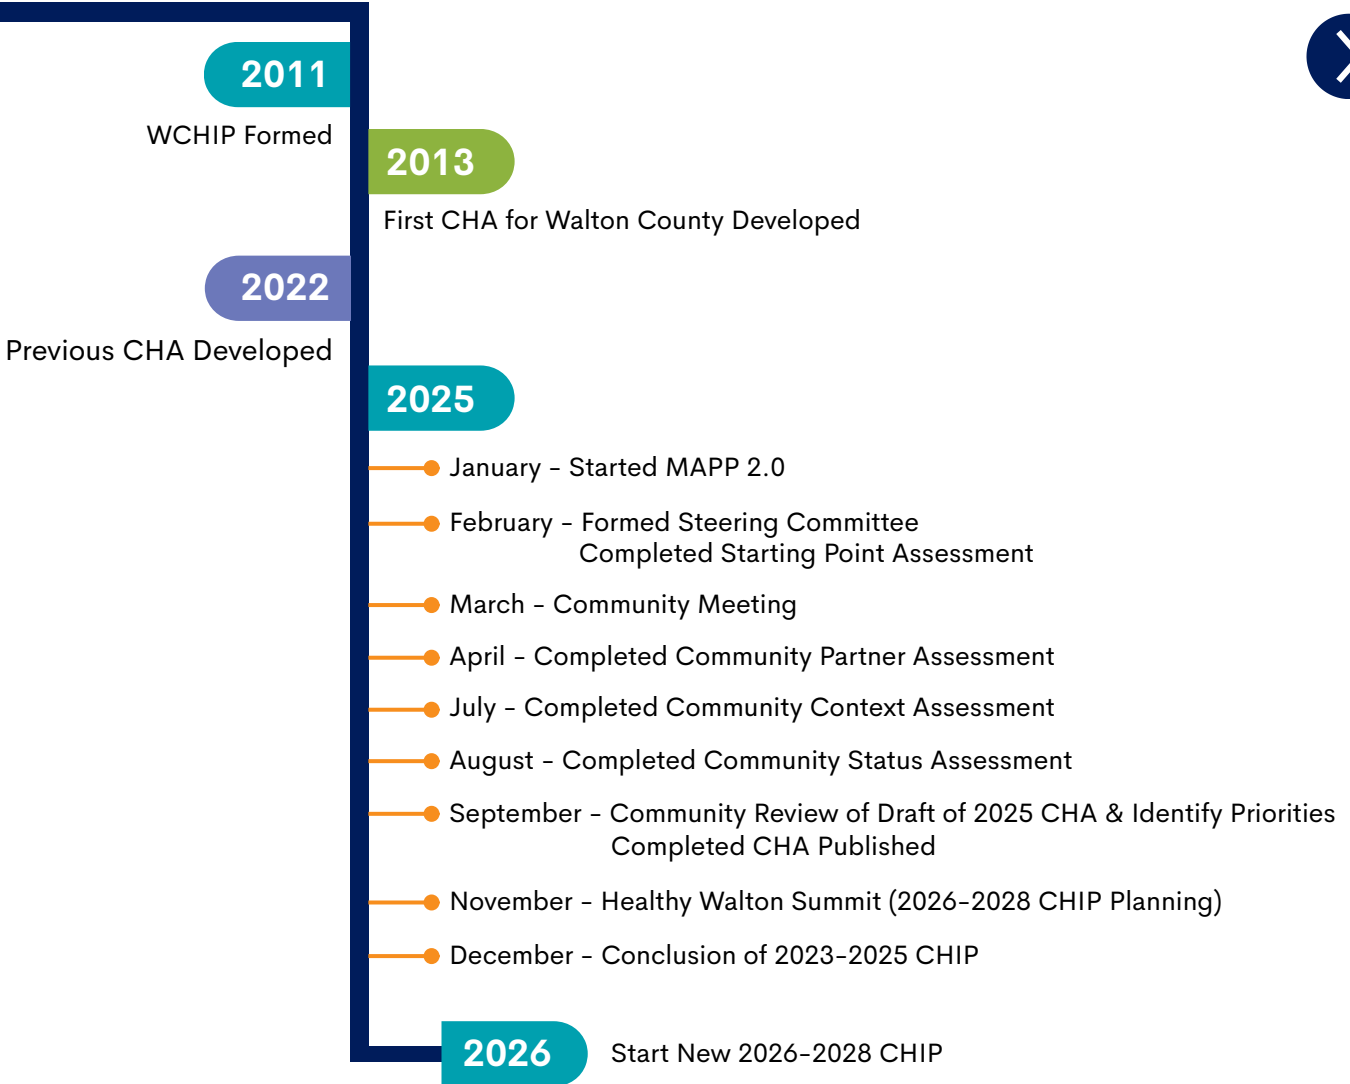 2011
WCHIP Formed
2013
First CHA for Walton County Developed
2022
Previous CHA Developed
2025
January - Started MAPP 2.0
February - Formed Steering Committee
Completed Starting Point Assessment
March - Community Meeting
April - Completed Community Partner Assessment
July - Completed Community Context Assessment
August - Completed Community Status Assessment
September - Community Review of Draft of 2025 CHA & Identify Priorities
Completed CHA Published
November - Healthy Walton Summit (2026-2028 CHIP Planning)
December - Conclusion of 2023-2025 CHIP
2026
Start New 2026-2028 CHIP